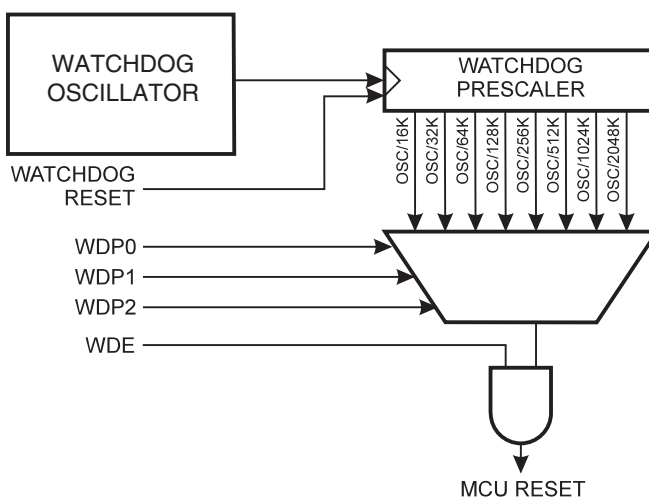 WATCHDOG
OSCILLATOR
WATCHDOG
PRESCALER
WATCHDOG
RESET
OSC/16K
OSC/32K
OSC/64K
OSC/128K
OSC/256K
OSC/512K
OSC/1024K
OSC/2048K
WDP0
WDP1
WDP2
WDE
MCU RESET